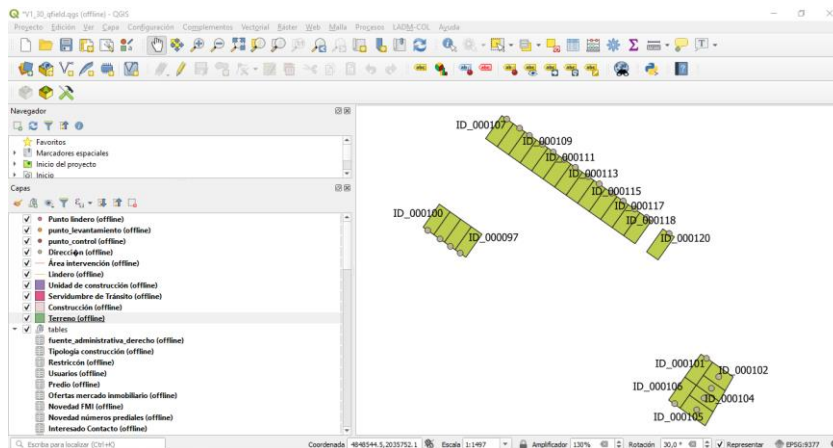 *V1_30_qfield.qgs (offline) - QGIS
Proyecto Edición Ver Capa Configuración Complementos Vectorial Ráster Web Malla Procesos LADM-COL Ayuda
Navegador
Favoritos
Marcadores espaciales
Inicio del proyecto
Inicio
Capas
Punto lindero (offline)
punto_levantamiento (offline)
punto_control (offline)
Direcci�n (offline)
Área intervención (offline)
Lindero (offline)
Unidad de construcción (offline)
Servidumbre de Tránsito (offline)
Construcción (offline)
Terreno (offline)
tables
fuente_administrativa_derecho (offline)
Tipología construcción (offline)
Restriccón (offline)
Usuarios (offline)
Predio (offline)
Ofertas mercado inmobiliario (offline)
Novedad FMI (offline)
Novedad números prediales (offline)
Interesado Contacto (offline)
ID_000107
ID_000109
ID_000111
ID_000113
ID_000115
ID_000117
ID_000118
ID_000120
ID_000100
ID_000097
ID_000101
ID_000102
ID_000106
ID_000104
ID_000105
Escriba para localizar (Ctrl+K)
Coordenada 4848544.5,2035752.1 Escala 1:1497 Amplificador 130% Rotación 30,0 ° Representar EPSG:9377